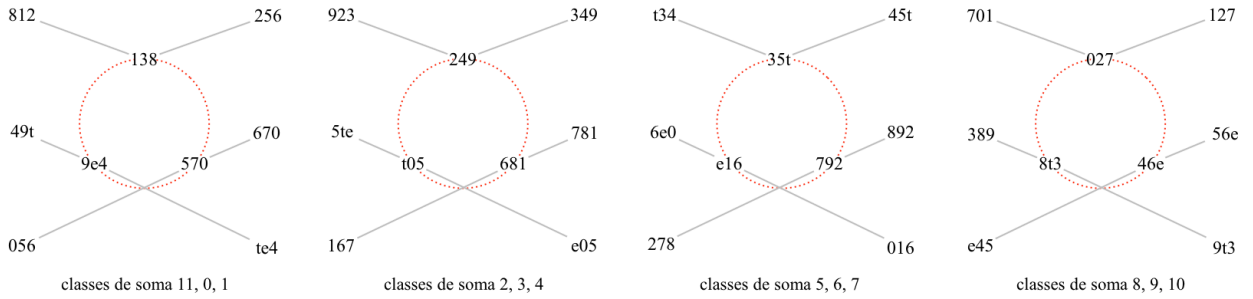 812 256 923 349 t34 45t 701 127
138 249 35t 027
49t 670 5te 781 6e0 892 389 56e
9e4 570 t05 681 e16 792 8t3 46e
056 te4 167 e05 278 016 e45 9t3
classes de soma 11, 0, 1 classes de soma 2, 3, 4 classes de soma 5, 6, 7 classes de soma 8, 9, 10